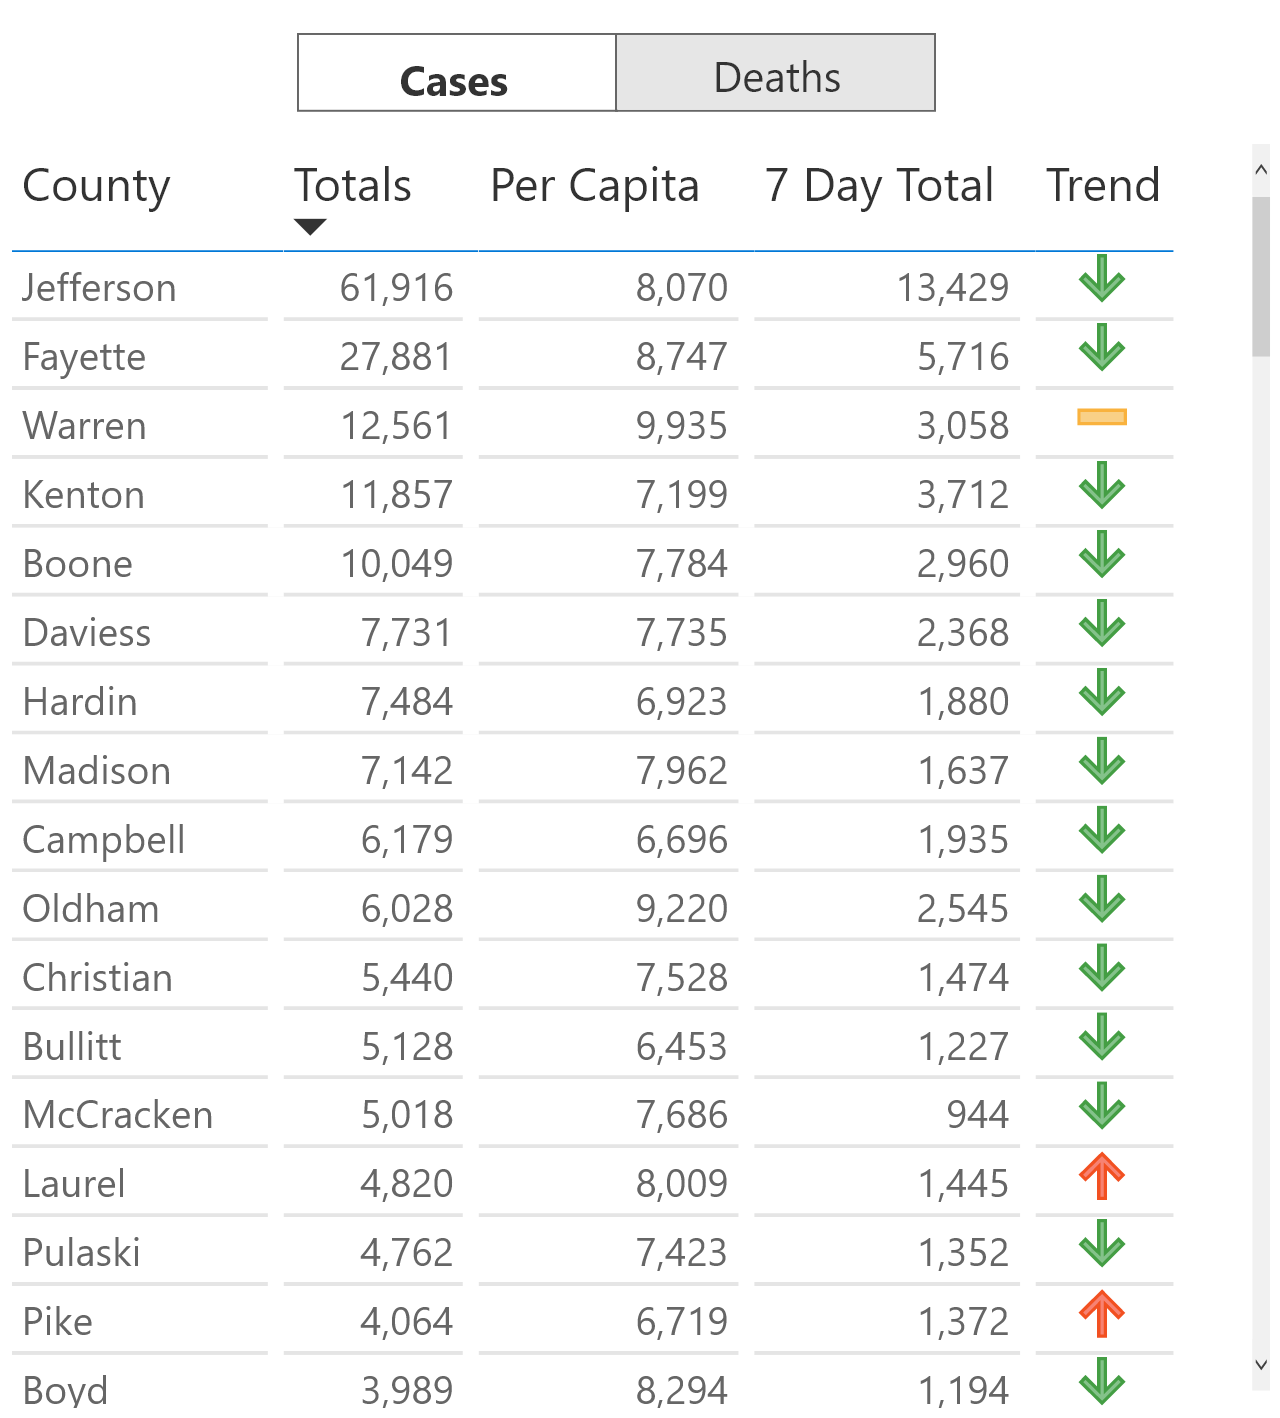 Cases Deaths
County Totals Per Capita 7 Day Total Trend
Jefferson 61,916 8,070 13,429
Fayette 27,881 8,747 5,716
Warren 12,561 9,935 3,058
Kenton 11,857 7,199 3,712
Boone 10,049 7,784 2,960
Daviess 7,731 7,735 2,368
Hardin 7,484 6,923 1,880
Madison 7,142 7,962 1,637
Campbell 6,179 6,696 1,935
Oldham 6,028 9,220 2,545
Christian 5,440 7,528 1,474
Bullitt 5,128 6,453 1,227
McCracken 5,018 7,686 944
Laurel 4,820 8,009 1,445
Pulaski 4,762 7,423 1,352
Pike 4,064 6,719 1,372
Boyd 3,989 8,294 1,194